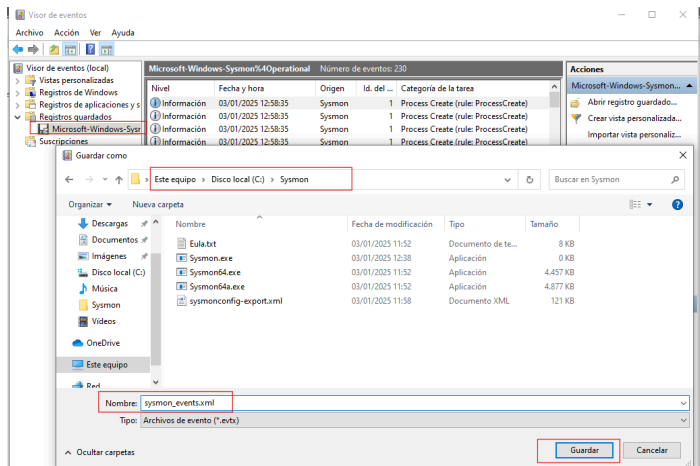 Visor de eventos
Archivo Acción Ver Ayuda
Visor de eventos (local)
Vistas personalizadas
Registros de Windows
Registros de aplicaciones y s
Registros guardados
Microsoft-Windows-Sysr
Suscripciones
Microsoft-Windows-Sysmon%4Operational Número de eventos: 230
Nivel Fecha y hora Origen Id. del ... Categoría de la tarea
Información 03/01/2025 12:58:35 Sysmon 1 Process Create (rule: ProcessCreate)
Información 03/01/2025 12:58:35 Sysmon 1 Process Create (rule: ProcessCreate)
Información 03/01/2025 12:58:35 Sysmon 1 Process Create (rule: ProcessCreate)
Información 03/01/2025 12:58:35 Sysmon 1 Process Create (rule: ProcessCreate)
Acciones
Microsoft-Windows-Sysmon...
Abrir registro guardado...
Crear vista personalizada...
Importar vista personaliz...
Guardar como
Este equipo > Disco local (C:) > Sysmon
Buscar en Sysmon
Organizar Nueva carpeta
Descargas
Documentos
Imágenes
Disco local (C:)
Música
Sysmon
Vídeos
OneDrive
Este equipo
Red
Nombre Fecha de modificación Tipo Tamaño
Eula.txt 03/01/2025 11:52 Documento de te... 8 KB
Sysmon.exe 03/01/2025 12:38 Aplicación 0 KB
Sysmon64.exe 03/01/2025 11:52 Aplicación 4.457 KB
Sysmon64a.exe 03/01/2025 11:52 Aplicación 4.877 KB
sysmonconfig-export.xml 03/01/2025 11:58 Documento XML 121 KB
Nombre: sysmon_events.xml
Tipo: Archivos de evento (*.evtx)
Ocultar carpetas
Guardar Cancelar